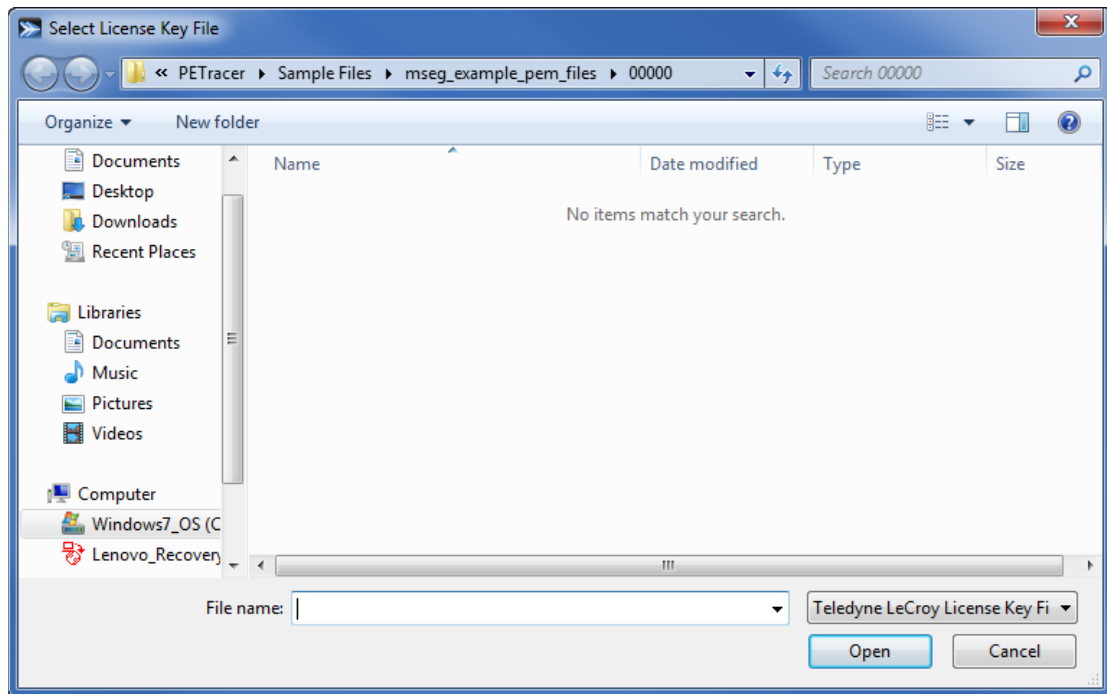 Select License Key File
« PETracer Sample Files mseg_example_pem_files 00000
Search 00000
Organize New folder
Name Date modified Type Size
No items match your search.
Documents
Desktop
Downloads
Recent Places
Libraries
Documents
Music
Pictures
Videos
Computer
Windows7_OS (C
Lenovo_Recovery
File name:
Teledyne LeCroy License Key Fi
Open Cancel